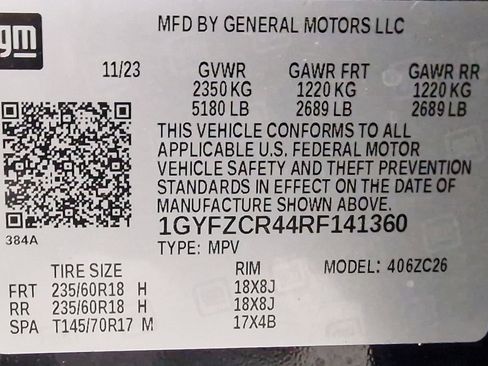 gm
MFD BY GENERAL MOTORS LLC
11/23 GVWR GAWR FRT GAWR RR
2350 KG 1220 KG 1220 KG
5180 LB 2689 LB 2689 LB
THIS VEHICLE CONFORMS TO ALL
APPLICABLE U.S. FEDERAL MOTOR
VEHICLE SAFETY AND THEFT PREVENTION
STANDARDS IN EFFECT ON THE DATE OF
MANUFACTURE SHOWN ABOVE.
384A
1GYFZCR44RF141360
TYPE: MPV
TIRE SIZE RIM MODEL: 406ZC26
FRT 235/60R18 H 18X8J
RR 235/60R18 H 18X8J
SPA T145/70R17 M 17X4B